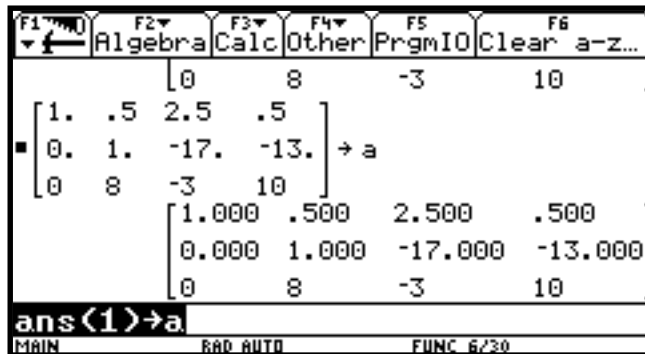 F1 F2 F3 F4 F5 F6
Algebra Calc Other PrgmIO Clear a-z…
0 8 -3 10
1. .5 2.5 .5
0. 1. -17. -13. → a
0 8 -3 10
1.000 .500 2.500 .500
0.000 1.000 -17.000 -13.000
0 8 -3 10
ans(1)→a
MAIN RAD AUTO FUNC 6/30